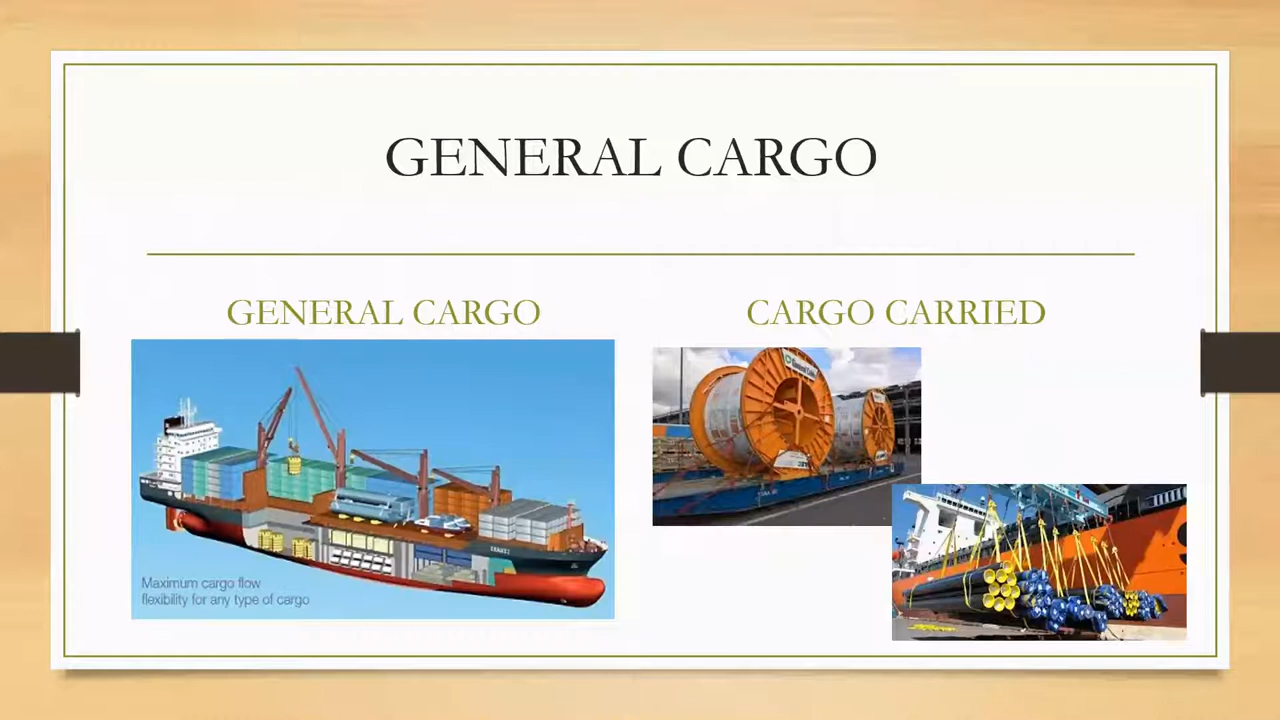 GENERAL CARGO
GENERAL CARGO
CARGO CARRIED
Maximum cargo flow
flexibility for any type of cargo